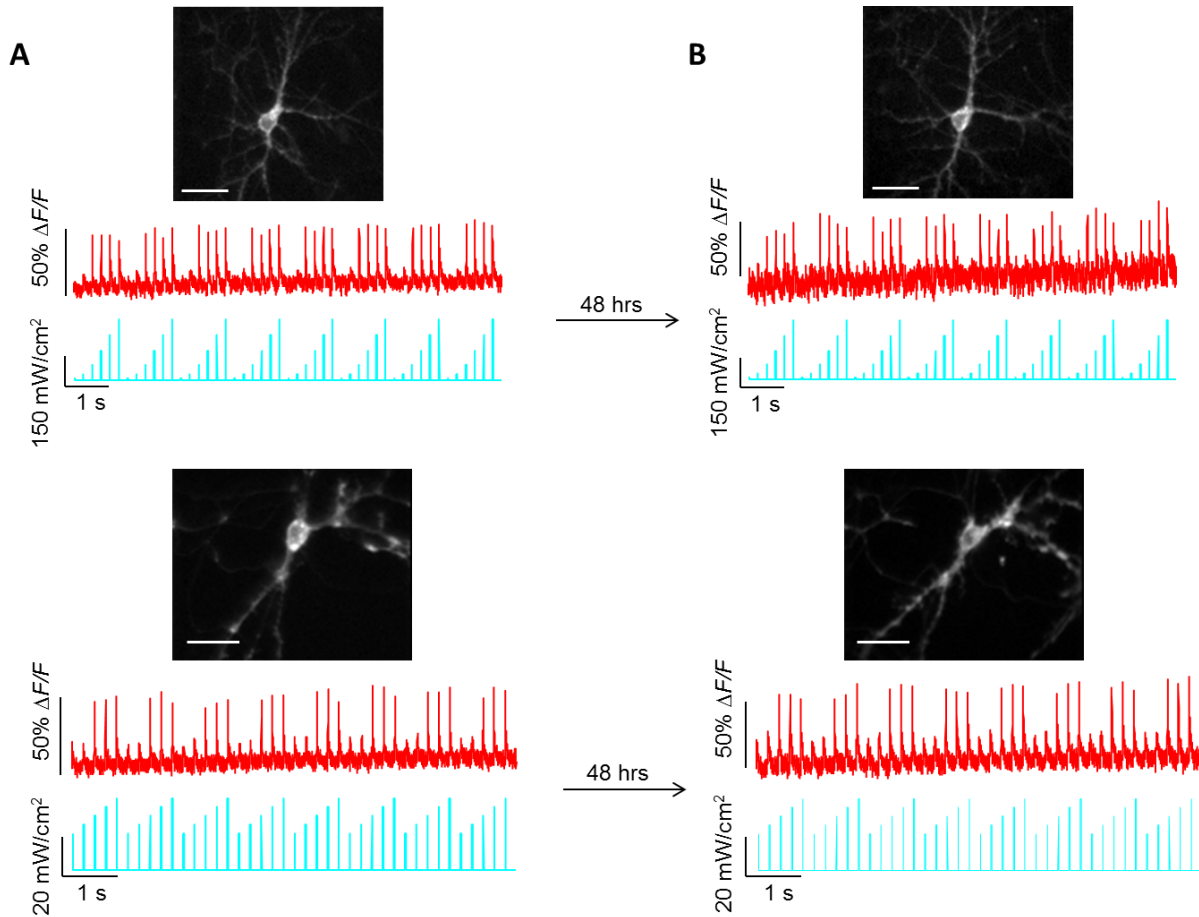 A
B
50% ΔF/F
50% ΔF/F
48 hrs
150 mW/cm²
150 mW/cm²
1 s
1 s
50% ΔF/F
50% ΔF/F
48 hrs
20 mW/cm²
20 mW/cm²
1 s
1 s